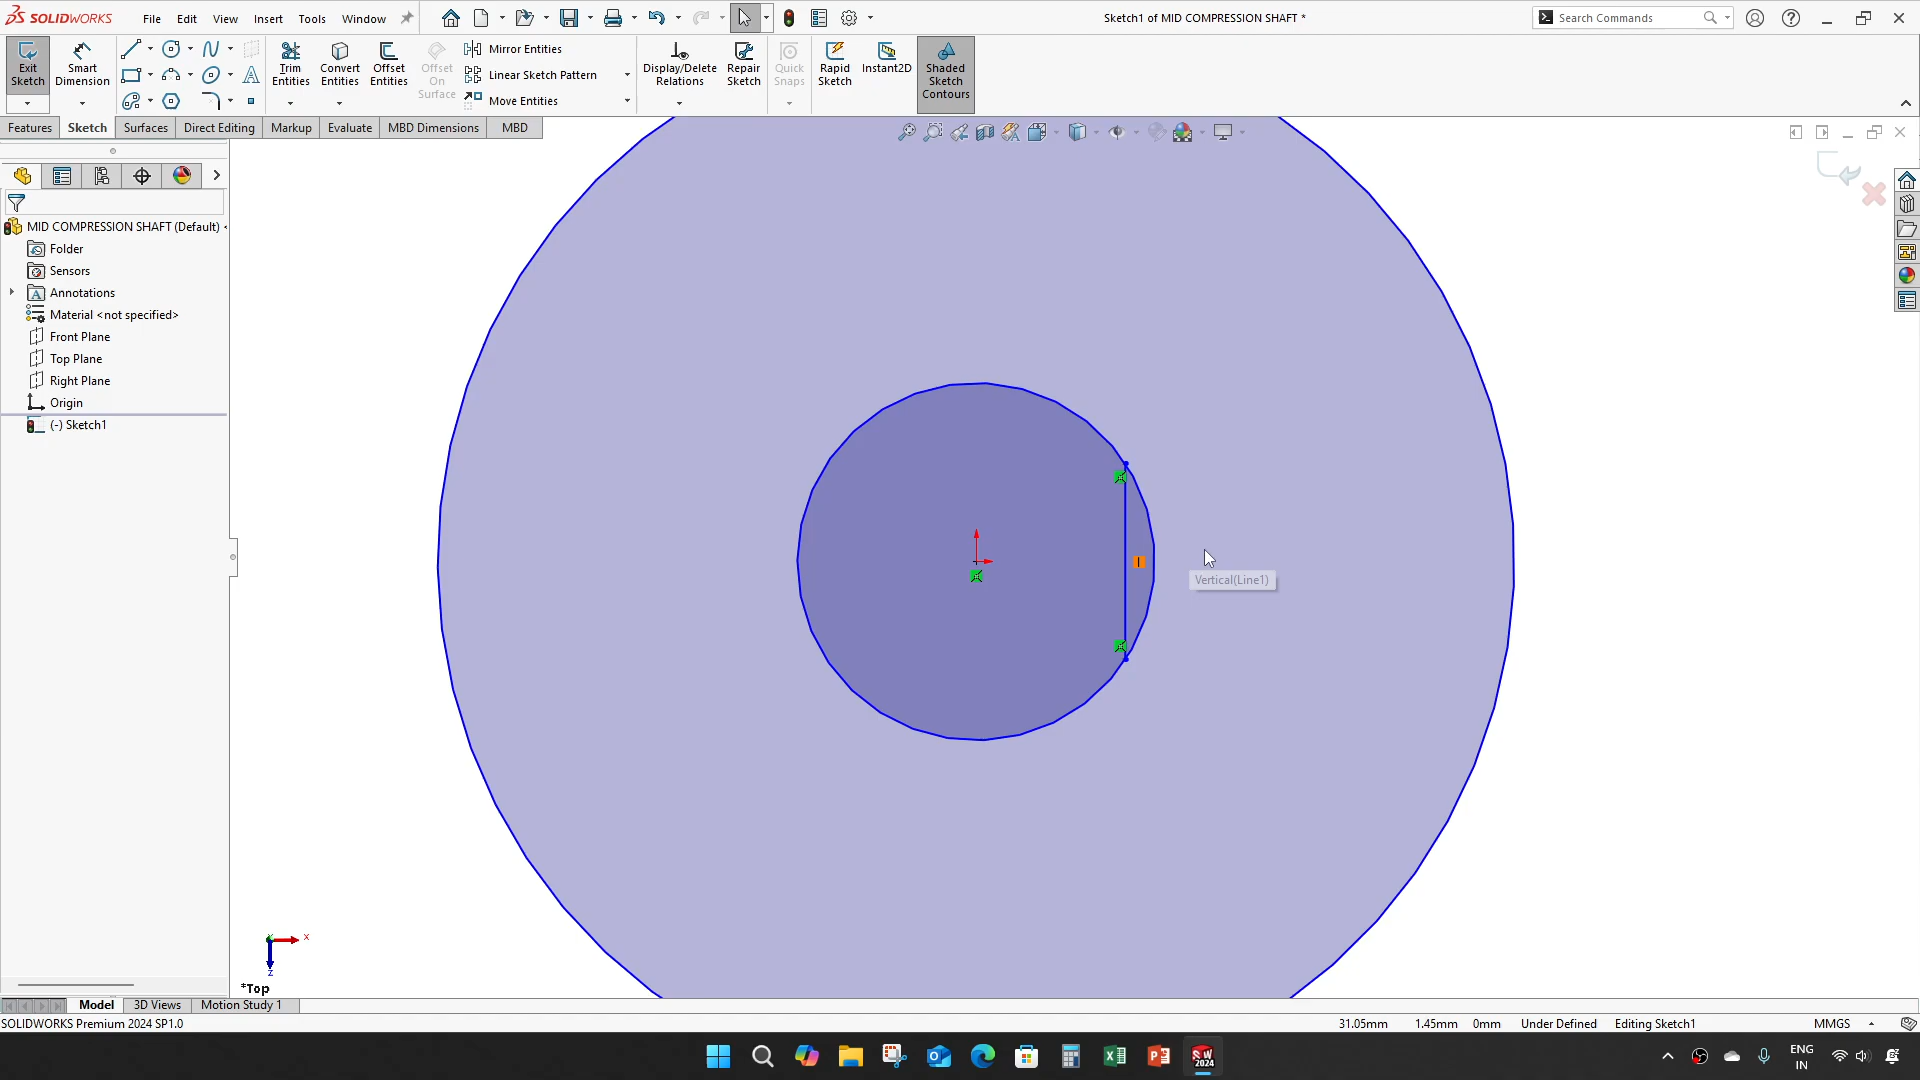 SOLIDWORKS File Edit View Insert Tools Window Sketch1 of MID COMPRESSION SHAFT * Search Commands
Exit Sketch
Smart Dimension
Trim Entities
Convert Entities
Offset Entities
Offset On Surface
Mirror Entities
Linear Sketch Pattern
Move Entities
Display/Delete Relations
Repair Sketch
Quick Snaps
Rapid Sketch
Instant2D
Shaded Sketch Contours
Features Sketch Surfaces Direct Editing Markup Evaluate MBD Dimensions MBD
MID COMPRESSION SHAFT (Default)
Folder
Sensors
Annotations
Material <not specified>
Front Plane
Top Plane
Right Plane
Origin
(-) Sketch1
Vertical(Line1)
X
Z
*Top
Model 3D Views Motion Study 1
SOLIDWORKS Premium 2024 SP1.0 31.05mm 1.45mm 0mm Under Defined Editing Sketch1 MMGS
SW 2024
ENG
IN